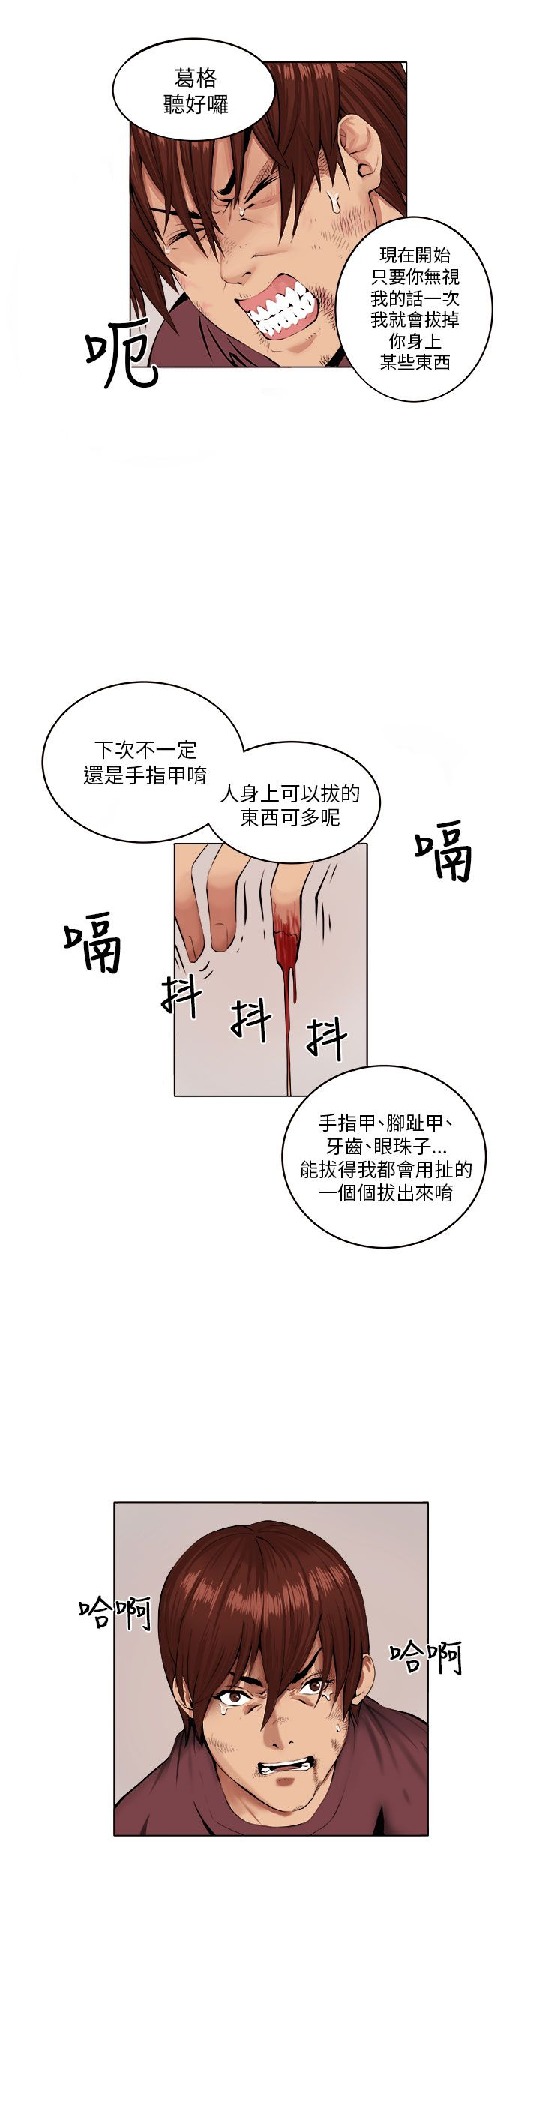 葛格
聽好囉
現在開始
只要你無視
我的話一次
我就會拔掉
你身上
某些東西
呃
下次不一定
還是手指甲唷
人身上可以拔的
東西可多呢
嗝
嗝
抖
抖
抖
手指甲、腳趾甲、
牙齒、眼珠子...
能拔得我都會用扯的
一個個拔出來唷
哈啊
哈啊